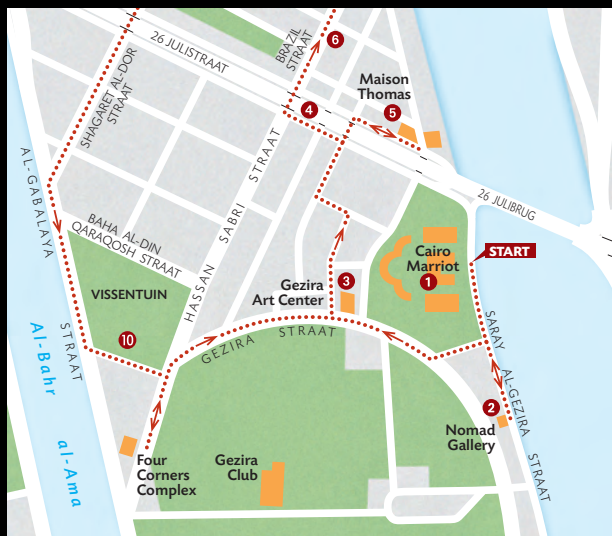 26 JULISTRAAT
BRAZIL
STRAAT
6
SHAGARET AL-DOR
STRAAT
Maison
Thomas
5
4
AL-GABALAYA
STRAAT
BAHA AL-DIN
QARAQOSH STRAAT
HASSAN SABRI STRAAT
26 JULIBRUG
START
Cairo
Marriot
1
VISSENTUIN
10
Gezira
Art Center
3
GEZIRA STRAAT
SARAY AL-GEZIRA STRAAT
2
Nomad
Gallery
Al-Bahr
al-Ama
Four
Corners
Complex
Gezira
Club